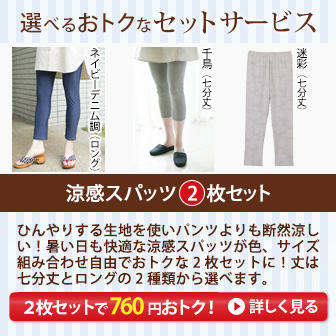 選べるおトクなセットサービス
ネイビーデニム調（ロング）
千鳥（七分丈）
迷彩（七分丈）
涼感スパッツ2枚セット
ひんやりする生地を使いパンツよりも断然涼し
い！暑い日も快適な涼感スパッツが色、サイズ
組み合わせ自由でおトクな2枚セットに！丈は
七分丈とロングの2種類から選べます。
2枚セットで760円おトク！
詳しく見る